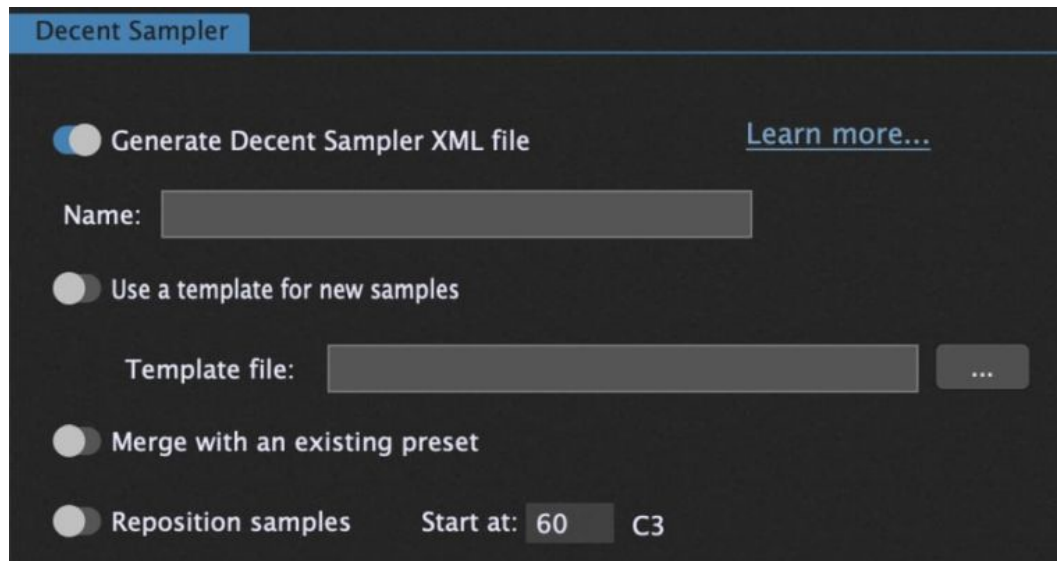 Decent Sampler
Generate Decent Sampler XML file Learn more...
Name:
Use a template for new samples
Template file: ...
Merge with an existing preset
Reposition samples Start at: 60 C3